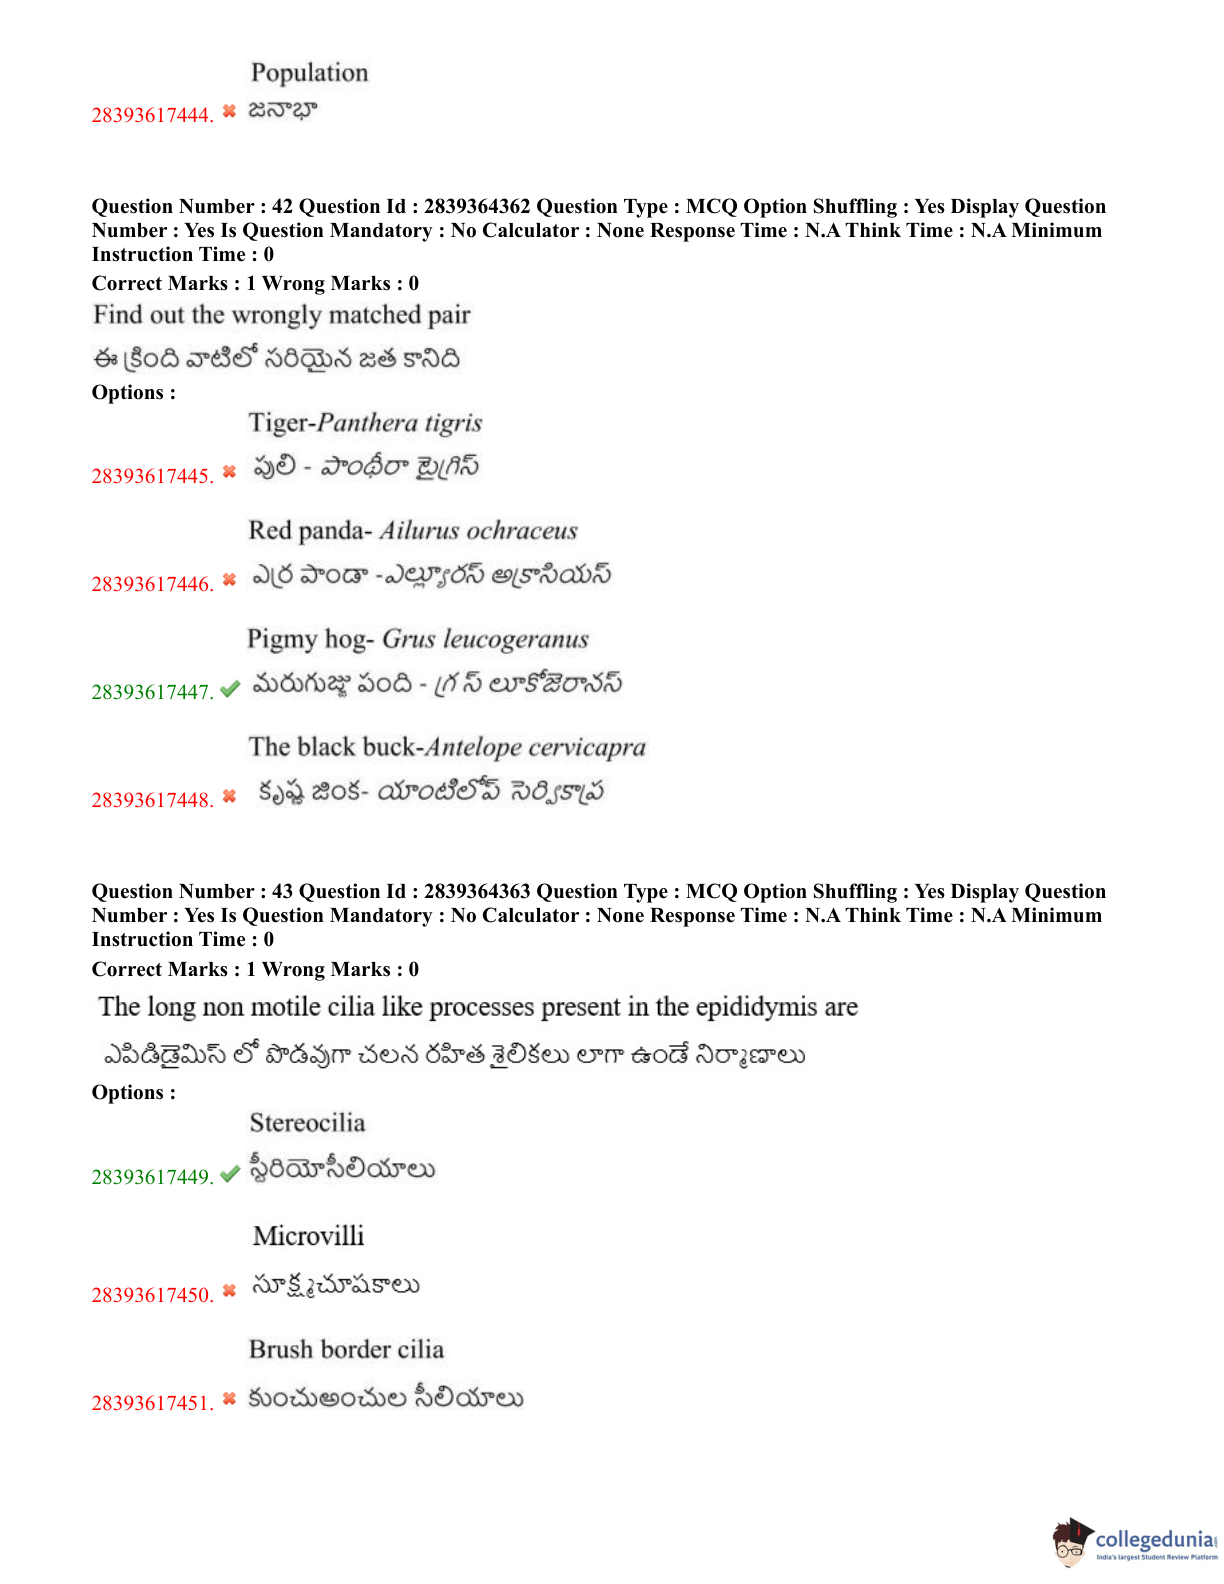 Population
28393617444. జనాభా
Question Number : 42 Question Id : 2839364362 Question Type : MCQ Option Shuffling : Yes Display Question
Number : Yes Is Question Mandatory : No Calculator : None Response Time : N.A Think Time : N.A Minimum
Instruction Time : 0
Correct Marks : 1 Wrong Marks : 0
Find out the wrongly matched pair
ఈ క్రింది వాటిలో సరియైన జత కానిది
Options :
Tiger-Panthera tigris
28393617445. పులి - పాంథీరా టైగ్రిస్
Red panda- Ailurus ochraceus
28393617446. ఎర్ర పాండా -ఎల్యూరస్ అక్రాసియస్
Pigmy hog- Grus leucogeranus
28393617447. మరుగుజ్జు పంది - గ్రస్ లూకోజెరానస్
The black buck-Antelope cervicapra
28393617448. కృష్ణ జింక- యాంటిలోప్ సెర్వికాప్ర
Question Number : 43 Question Id : 2839364363 Question Type : MCQ Option Shuffling : Yes Display Question
Number : Yes Is Question Mandatory : No Calculator : None Response Time : N.A Think Time : N.A Minimum
Instruction Time : 0
Correct Marks : 1 Wrong Marks : 0
The long non motile cilia like processes present in the epididymis are
ఎపిడిడైమిస్ లో పొడవుగా చలన రహిత శైలికలు లాగా ఉండే నిర్మాణాలు
Options :
Stereocilia
28393617449. స్టీరియోసీలియాలు
Microvilli
28393617450. సూక్ష్మచూషకాలు
Brush border cilia
28393617451. కుంచుఅంచుల సీలియాలు
collegedunia
India's largest Student Review Platform